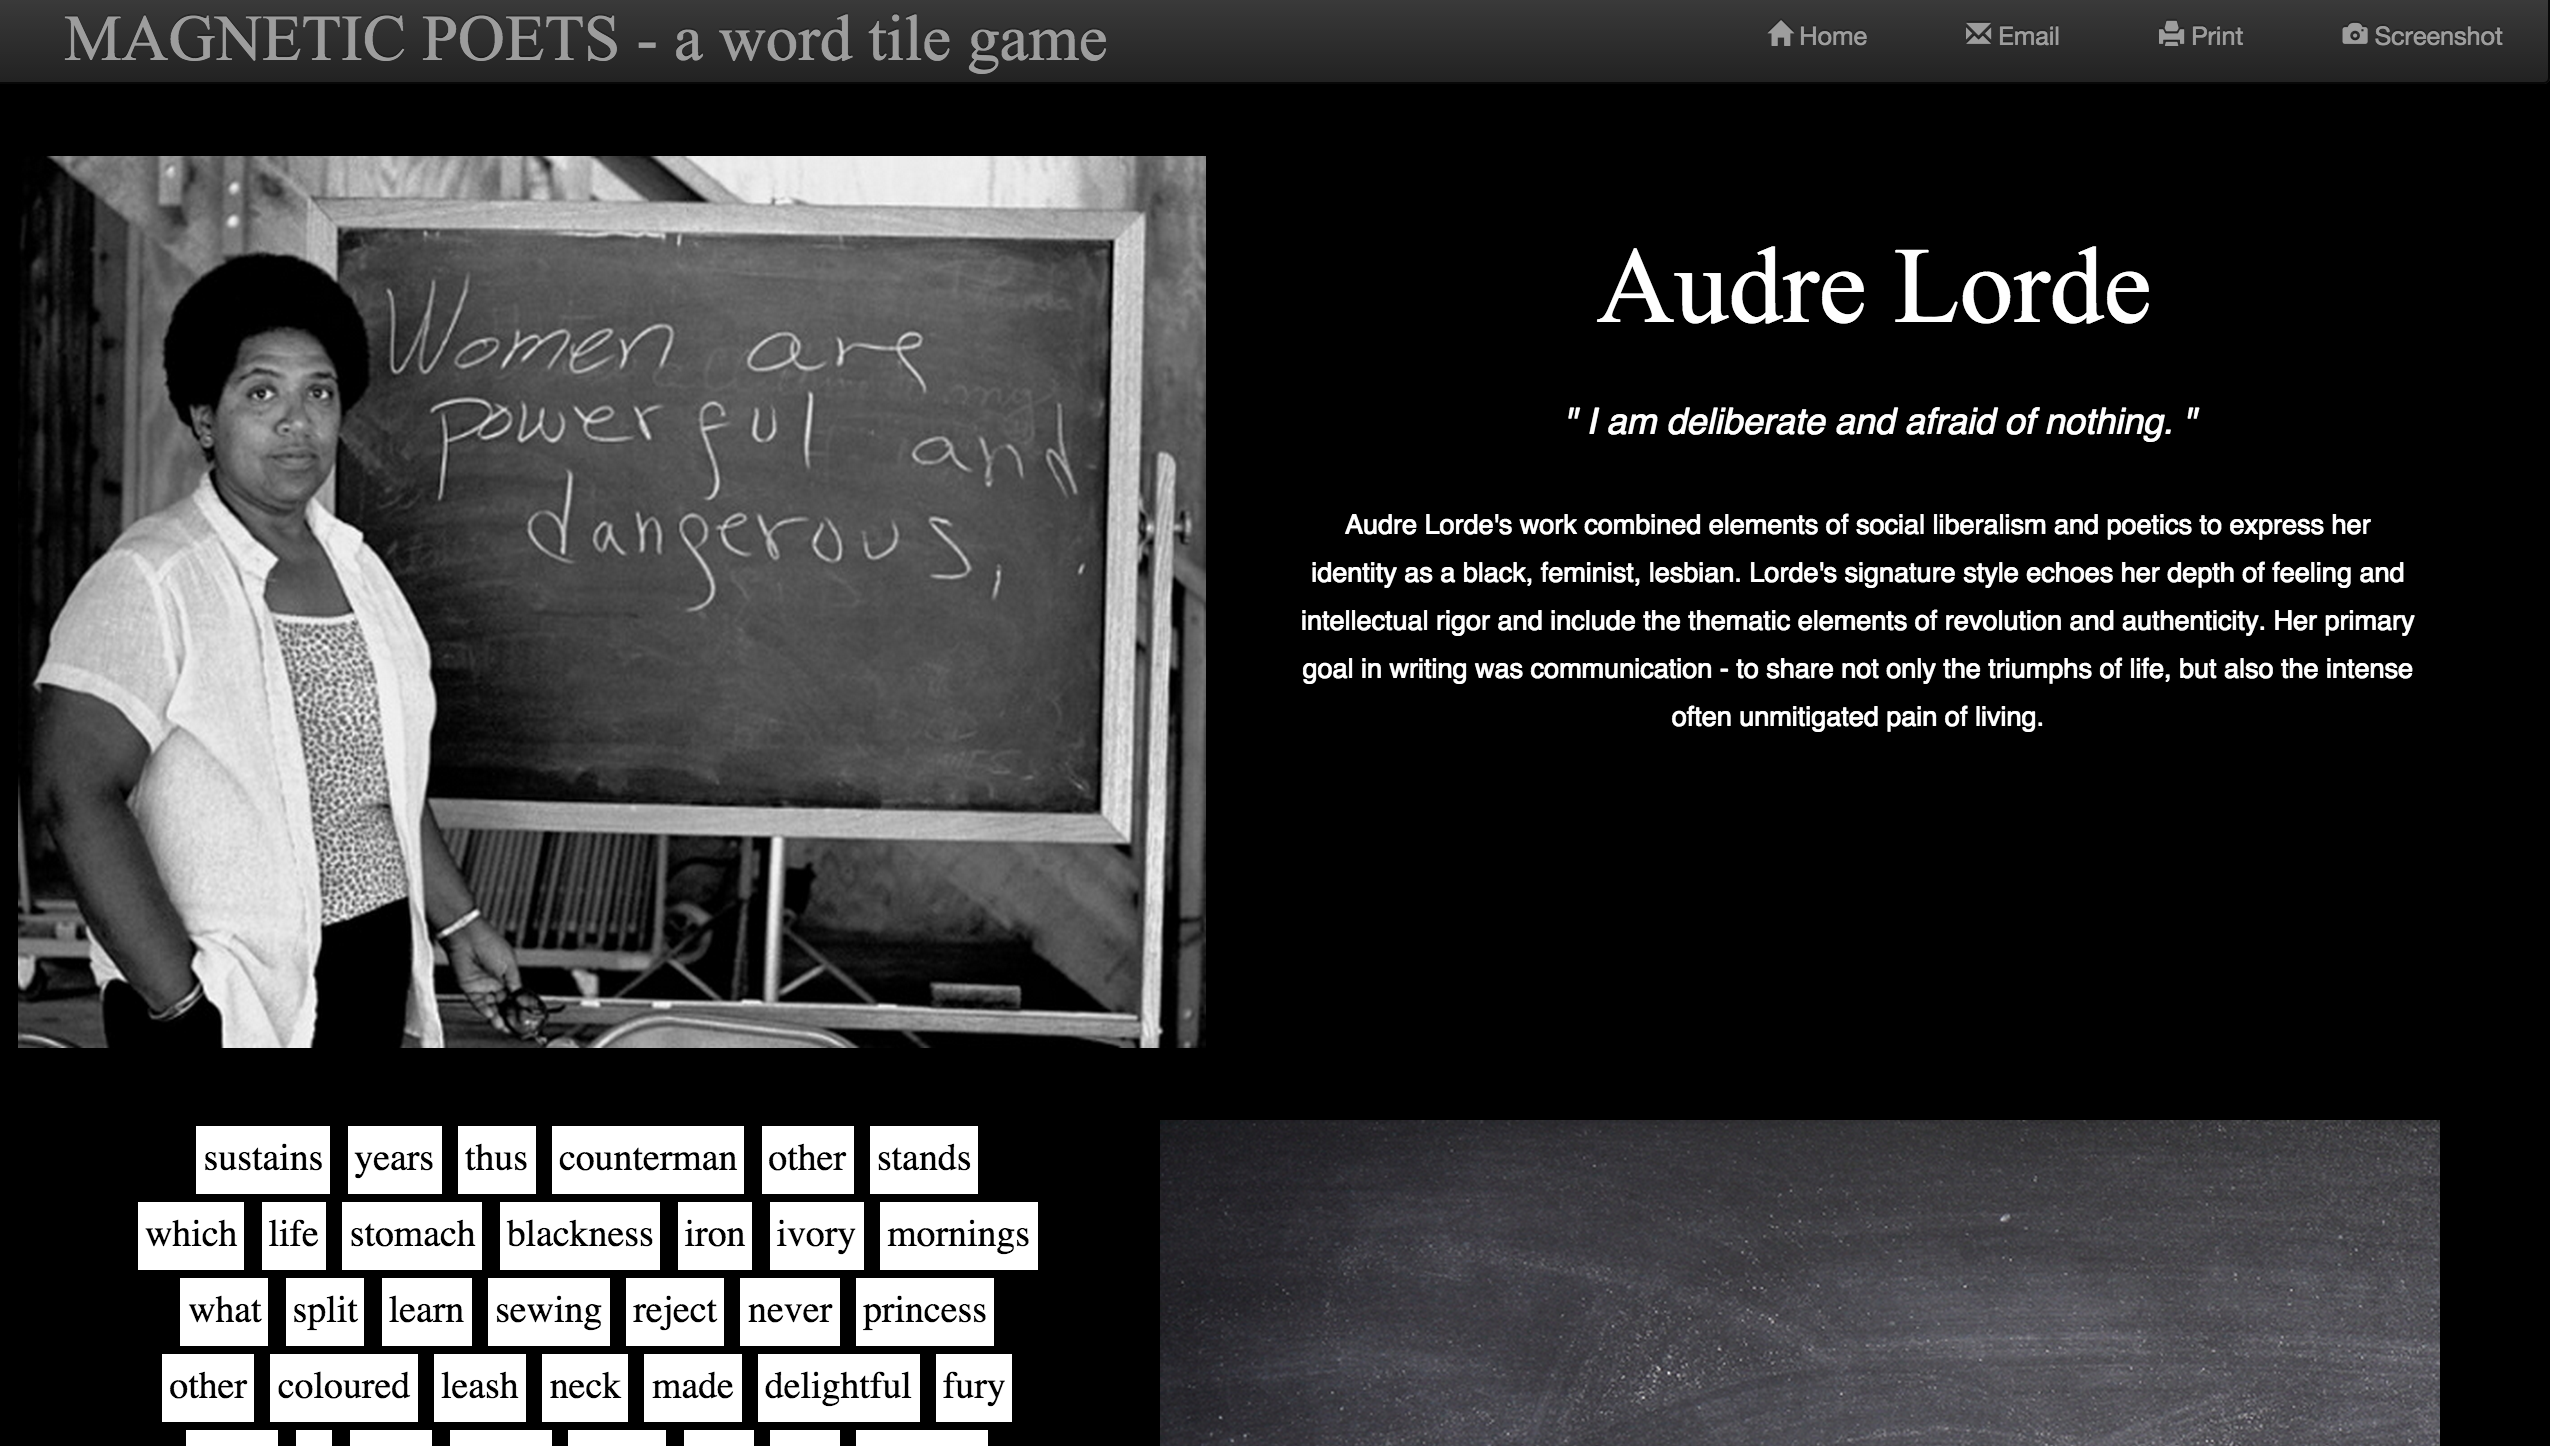 MAGNETIC POETS - a word tile game
Home Email Print Screenshot
Women are
powerful and
dangerous,
Audre Lorde
" I am deliberate and afraid of nothing. "
Audre Lorde's work combined elements of social liberalism and poetics to express her
identity as a black, feminist, lesbian. Lorde's signature style echoes her depth of feeling and
intellectual rigor and include the thematic elements of revolution and authenticity. Her primary
goal in writing was communication - to share not only the triumphs of life, but also the intense
often unmitigated pain of living.
sustains years thus counterman other stands
which life stomach blackness iron ivory mornings
what split learn sewing reject never princess
other coloured leash neck made delightful fury